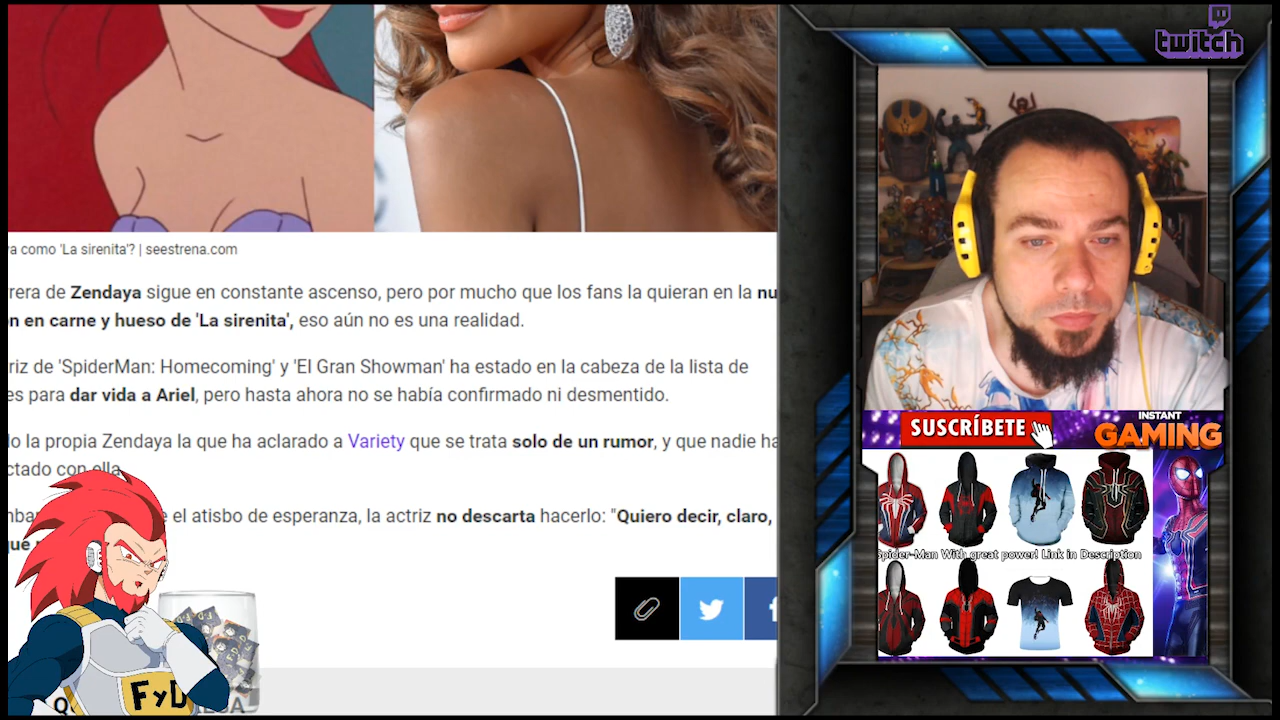 ya como 'La sirenita'? | seestrena.com
rrera de Zendaya sigue en constante ascenso, pero por mucho que los fans la quieran en la nu
ón en carne y hueso de 'La sirenita', eso aún no es una realidad.
riz de 'SpiderMan: Homecoming' y 'El Gran Showman' ha estado en la cabeza de la lista de
es para dar vida a Ariel, pero hasta ahora no se había confirmado ni desmentido.
do la propia Zendaya la que ha aclarado a Variety que se trata solo de un rumor, y que nadie ha
ctado con ella
el atisbo de esperanza, la actriz no descarta hacerlo: "Quiero decir, claro,
que
FyD
twitch
SUSCRÍBETE
INSTANT
GAMING
Spider-Man With great power! Link in Description